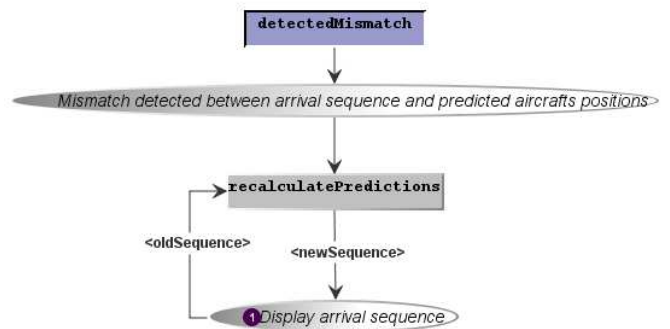 detectedMismatch
Mismatch detected between arrival sequence and predicted aircrafts positions
recalculatePredictions
<oldSequence>
<newSequence>
1 Display arrival sequence